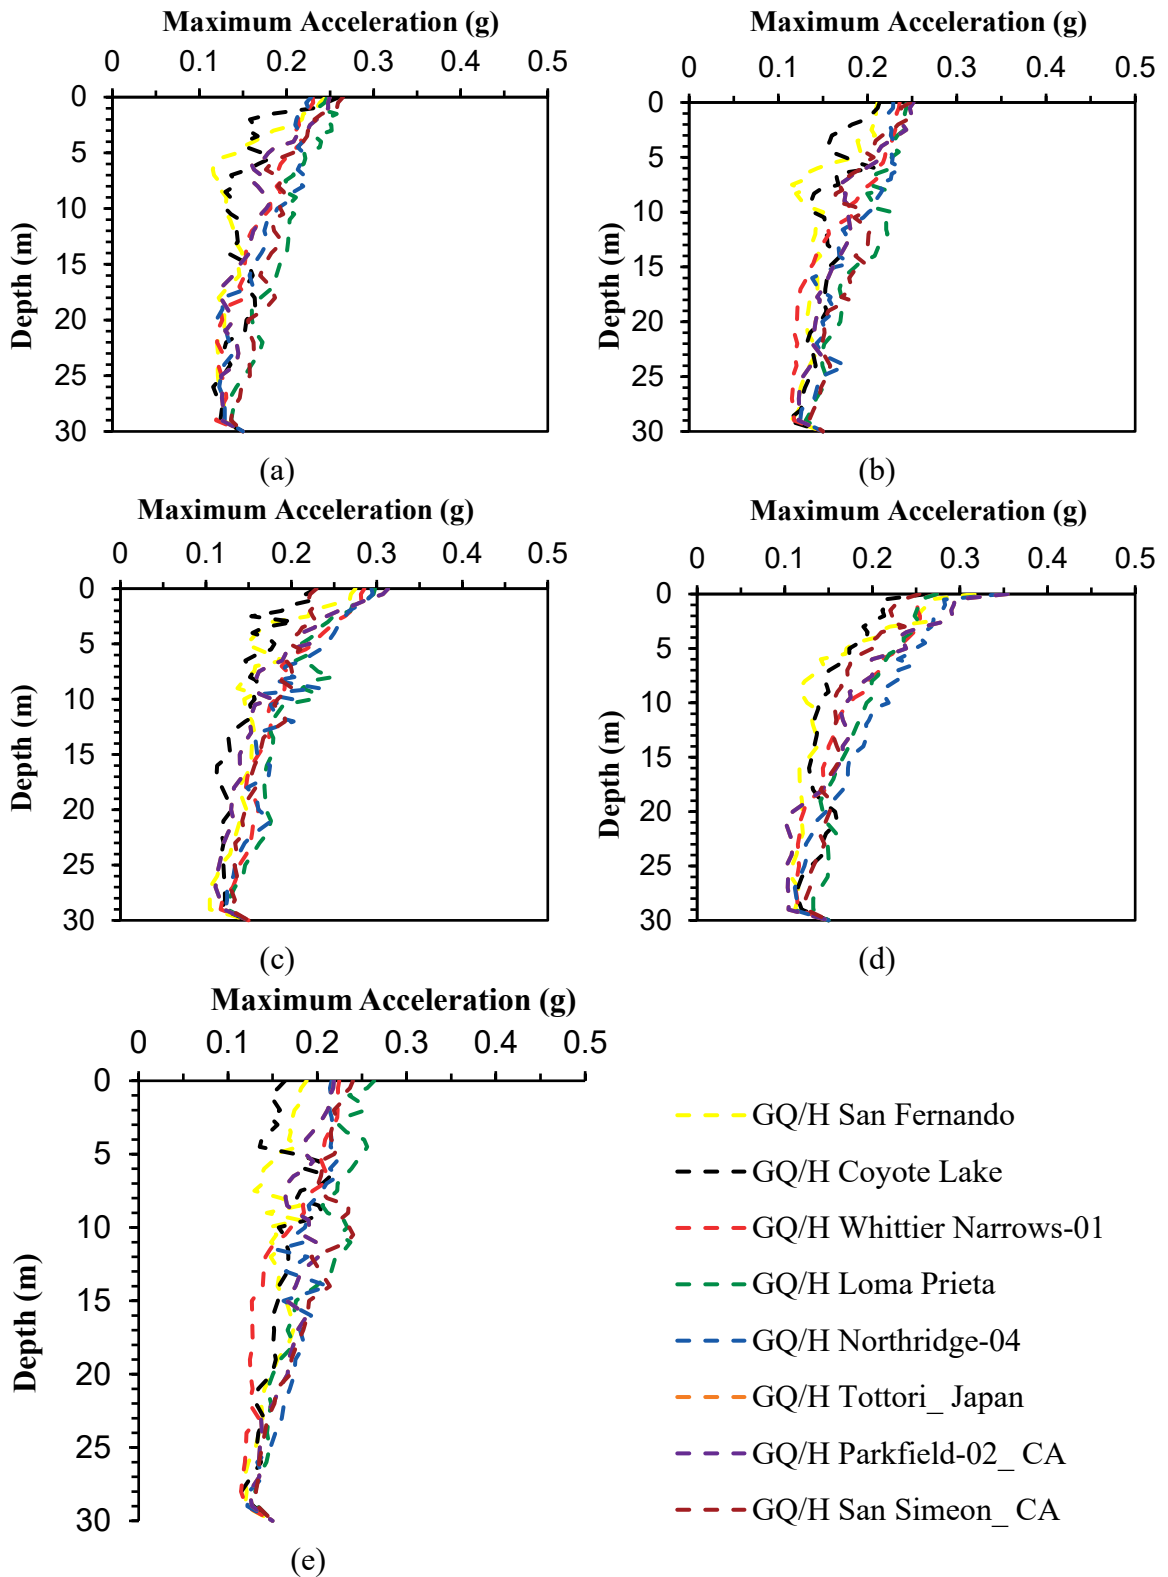 Maximum Acceleration (g)
0 0.1 0.2 0.3 0.4 0.5
0
5
10
15
20
25
30
Depth (m)
(a)
Maximum Acceleration (g)
0 0.1 0.2 0.3 0.4 0.5
0
5
10
15
20
25
30
Depth (m)
(b)
Maximum Acceleration (g)
0 0.1 0.2 0.3 0.4 0.5
0
5
10
15
20
25
30
Depth (m)
(c)
Maximum Acceleration (g)
0 0.1 0.2 0.3 0.4 0.5
0
5
10
15
20
25
30
Depth (m)
(d)
Maximum Acceleration (g)
0 0.1 0.2 0.3 0.4 0.5
0
5
10
15
20
25
30
Depth (m)
(e)
GQ/H San Fernando
GQ/H Coyote Lake
GQ/H Whittier Narrows-01
GQ/H Loma Prieta
GQ/H Northridge-04
GQ/H Tottori_ Japan
GQ/H Parkfield-02_ CA
GQ/H San Simeon_ CA